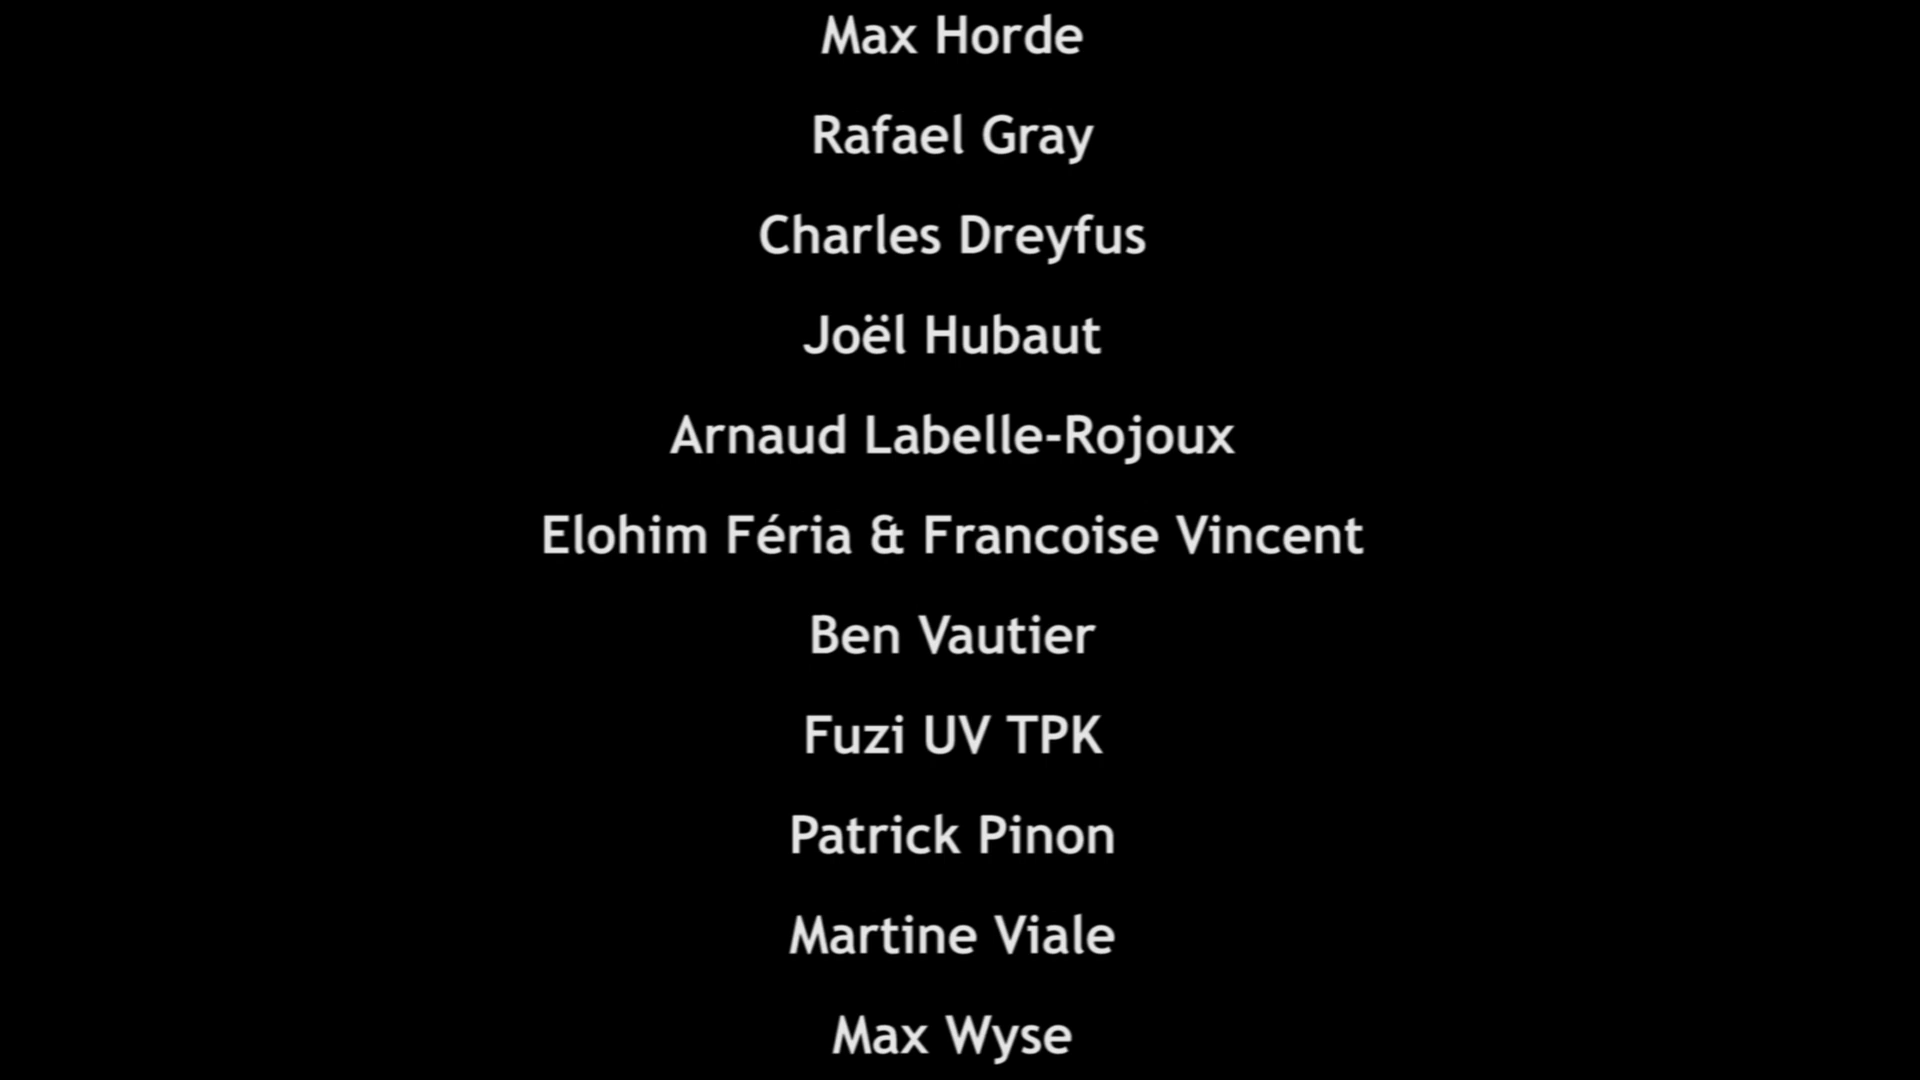 Max Horde
Rafael Gray
Charles Dreyfus
Joël Hubaut
Arnaud Labelle-Rojoux
Elohim Féria & Francoise Vincent
Ben Vautier
Fuzi UV TPK
Patrick Pinon
Martine Viale
Max Wyse